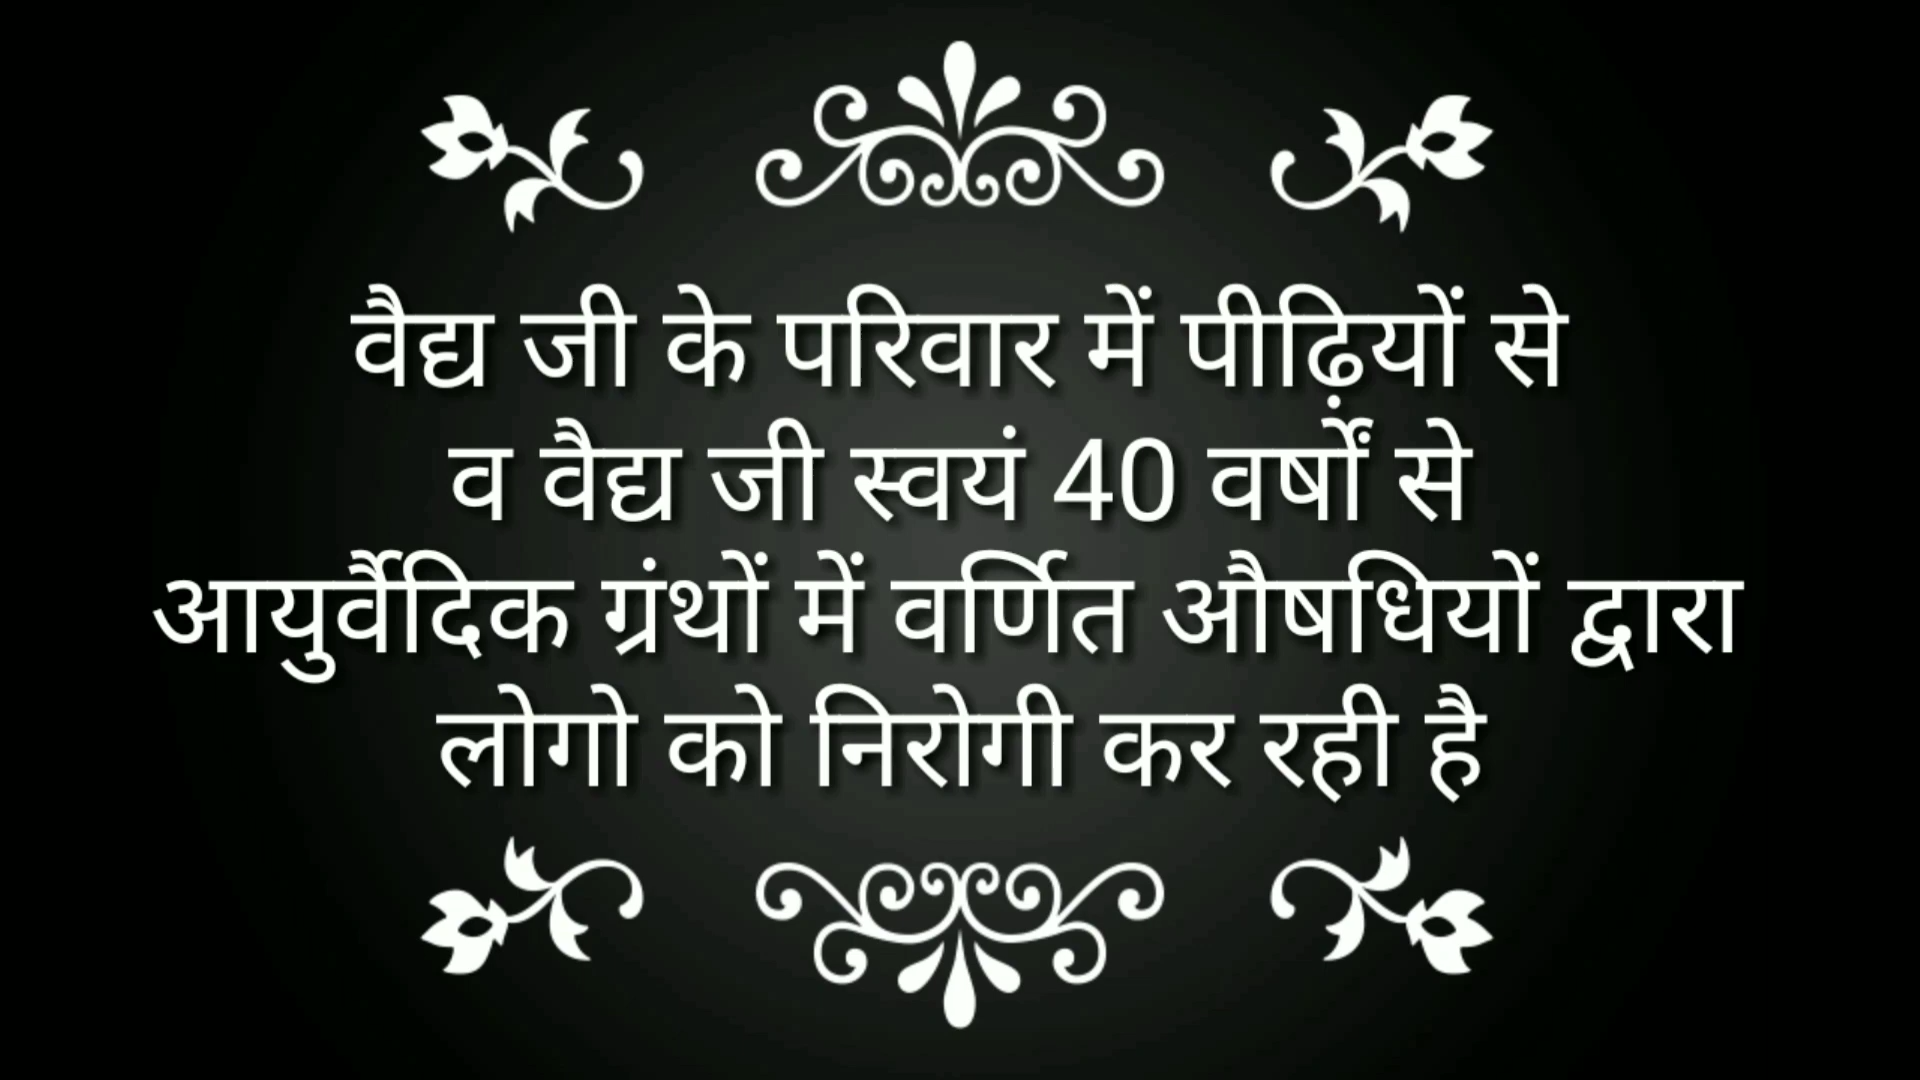 वैद्य जी के परिवार में पीढ़ियों से
व वैद्य जी स्वयं 40 वर्षों से
आयुर्वैदिक ग्रंथों में वर्णित औषधियों द्वारा
लोगो को निरोगी कर रही है